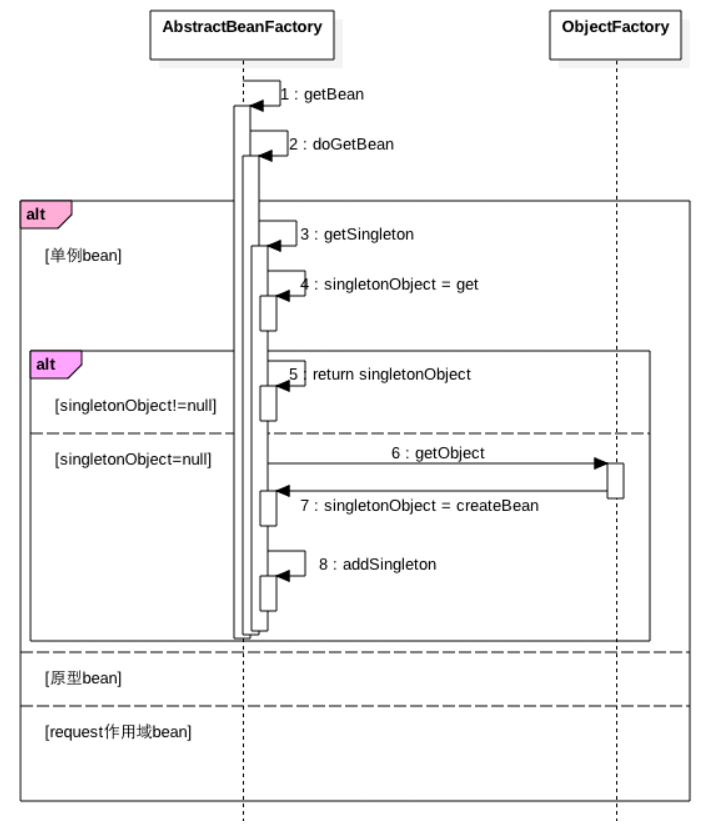 AbstractBeanFactory
ObjectFactory
1 : getBean
2 : doGetBean
alt
3 : getSingleton
[单例bean]
4 : singletonObject = get
alt
5 : return singletonObject
[singletonObject!=null]
[singletonObject=null]
6 : getObject
7 : singletonObject = createBean
8 : addSingleton
[原型bean]
[request作用域bean]